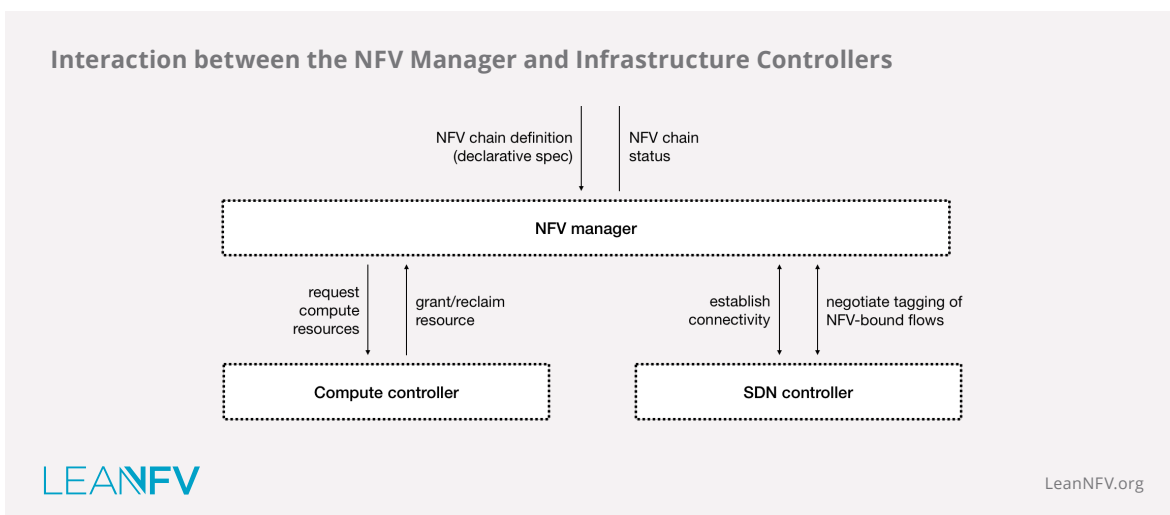 Interaction between the NFV Manager and Infrastructure Controllers
NFV chain definition
(declarative spec)
NFV chain
status
NFV manager
request
compute
resources
grant/reclaim
resource
establish
connectivity
negotiate tagging of
NFV-bound flows
Compute controller
SDN controller
LEANNFV
LeanNFV.org